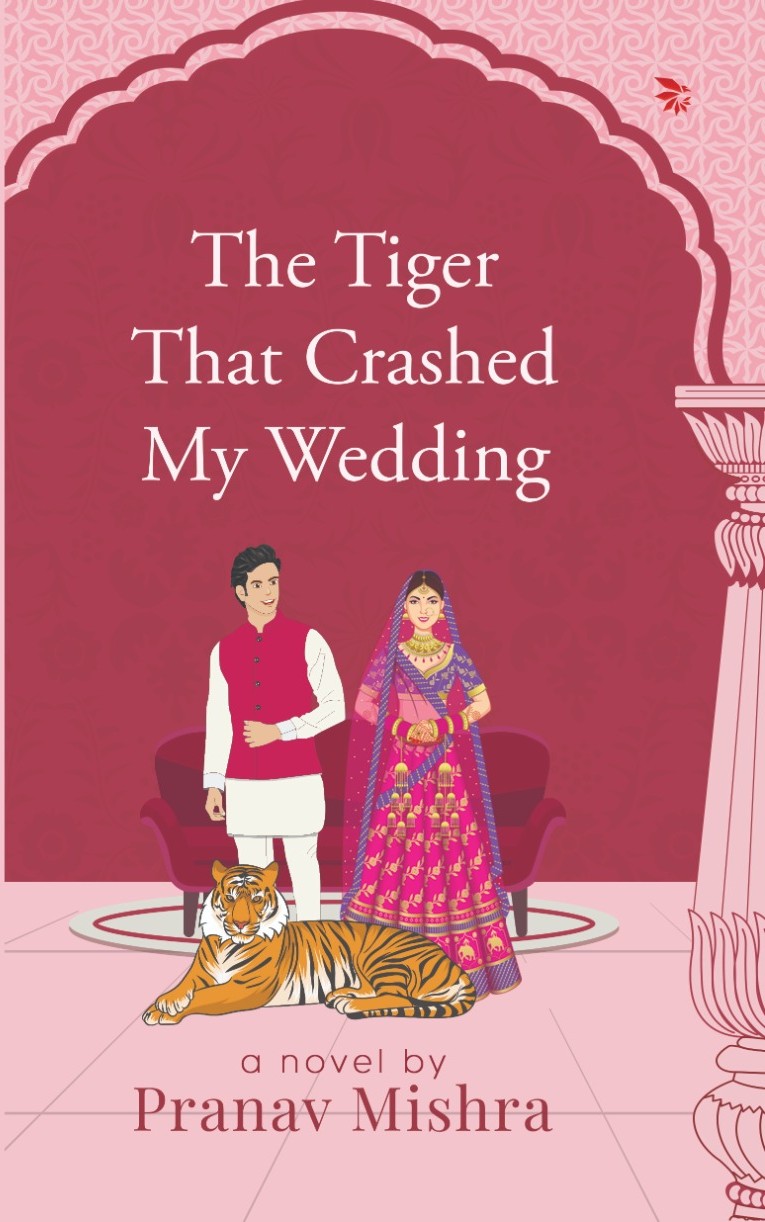 The Tiger
That Crashed
My Wedding
a novel by
Pranav Mishra